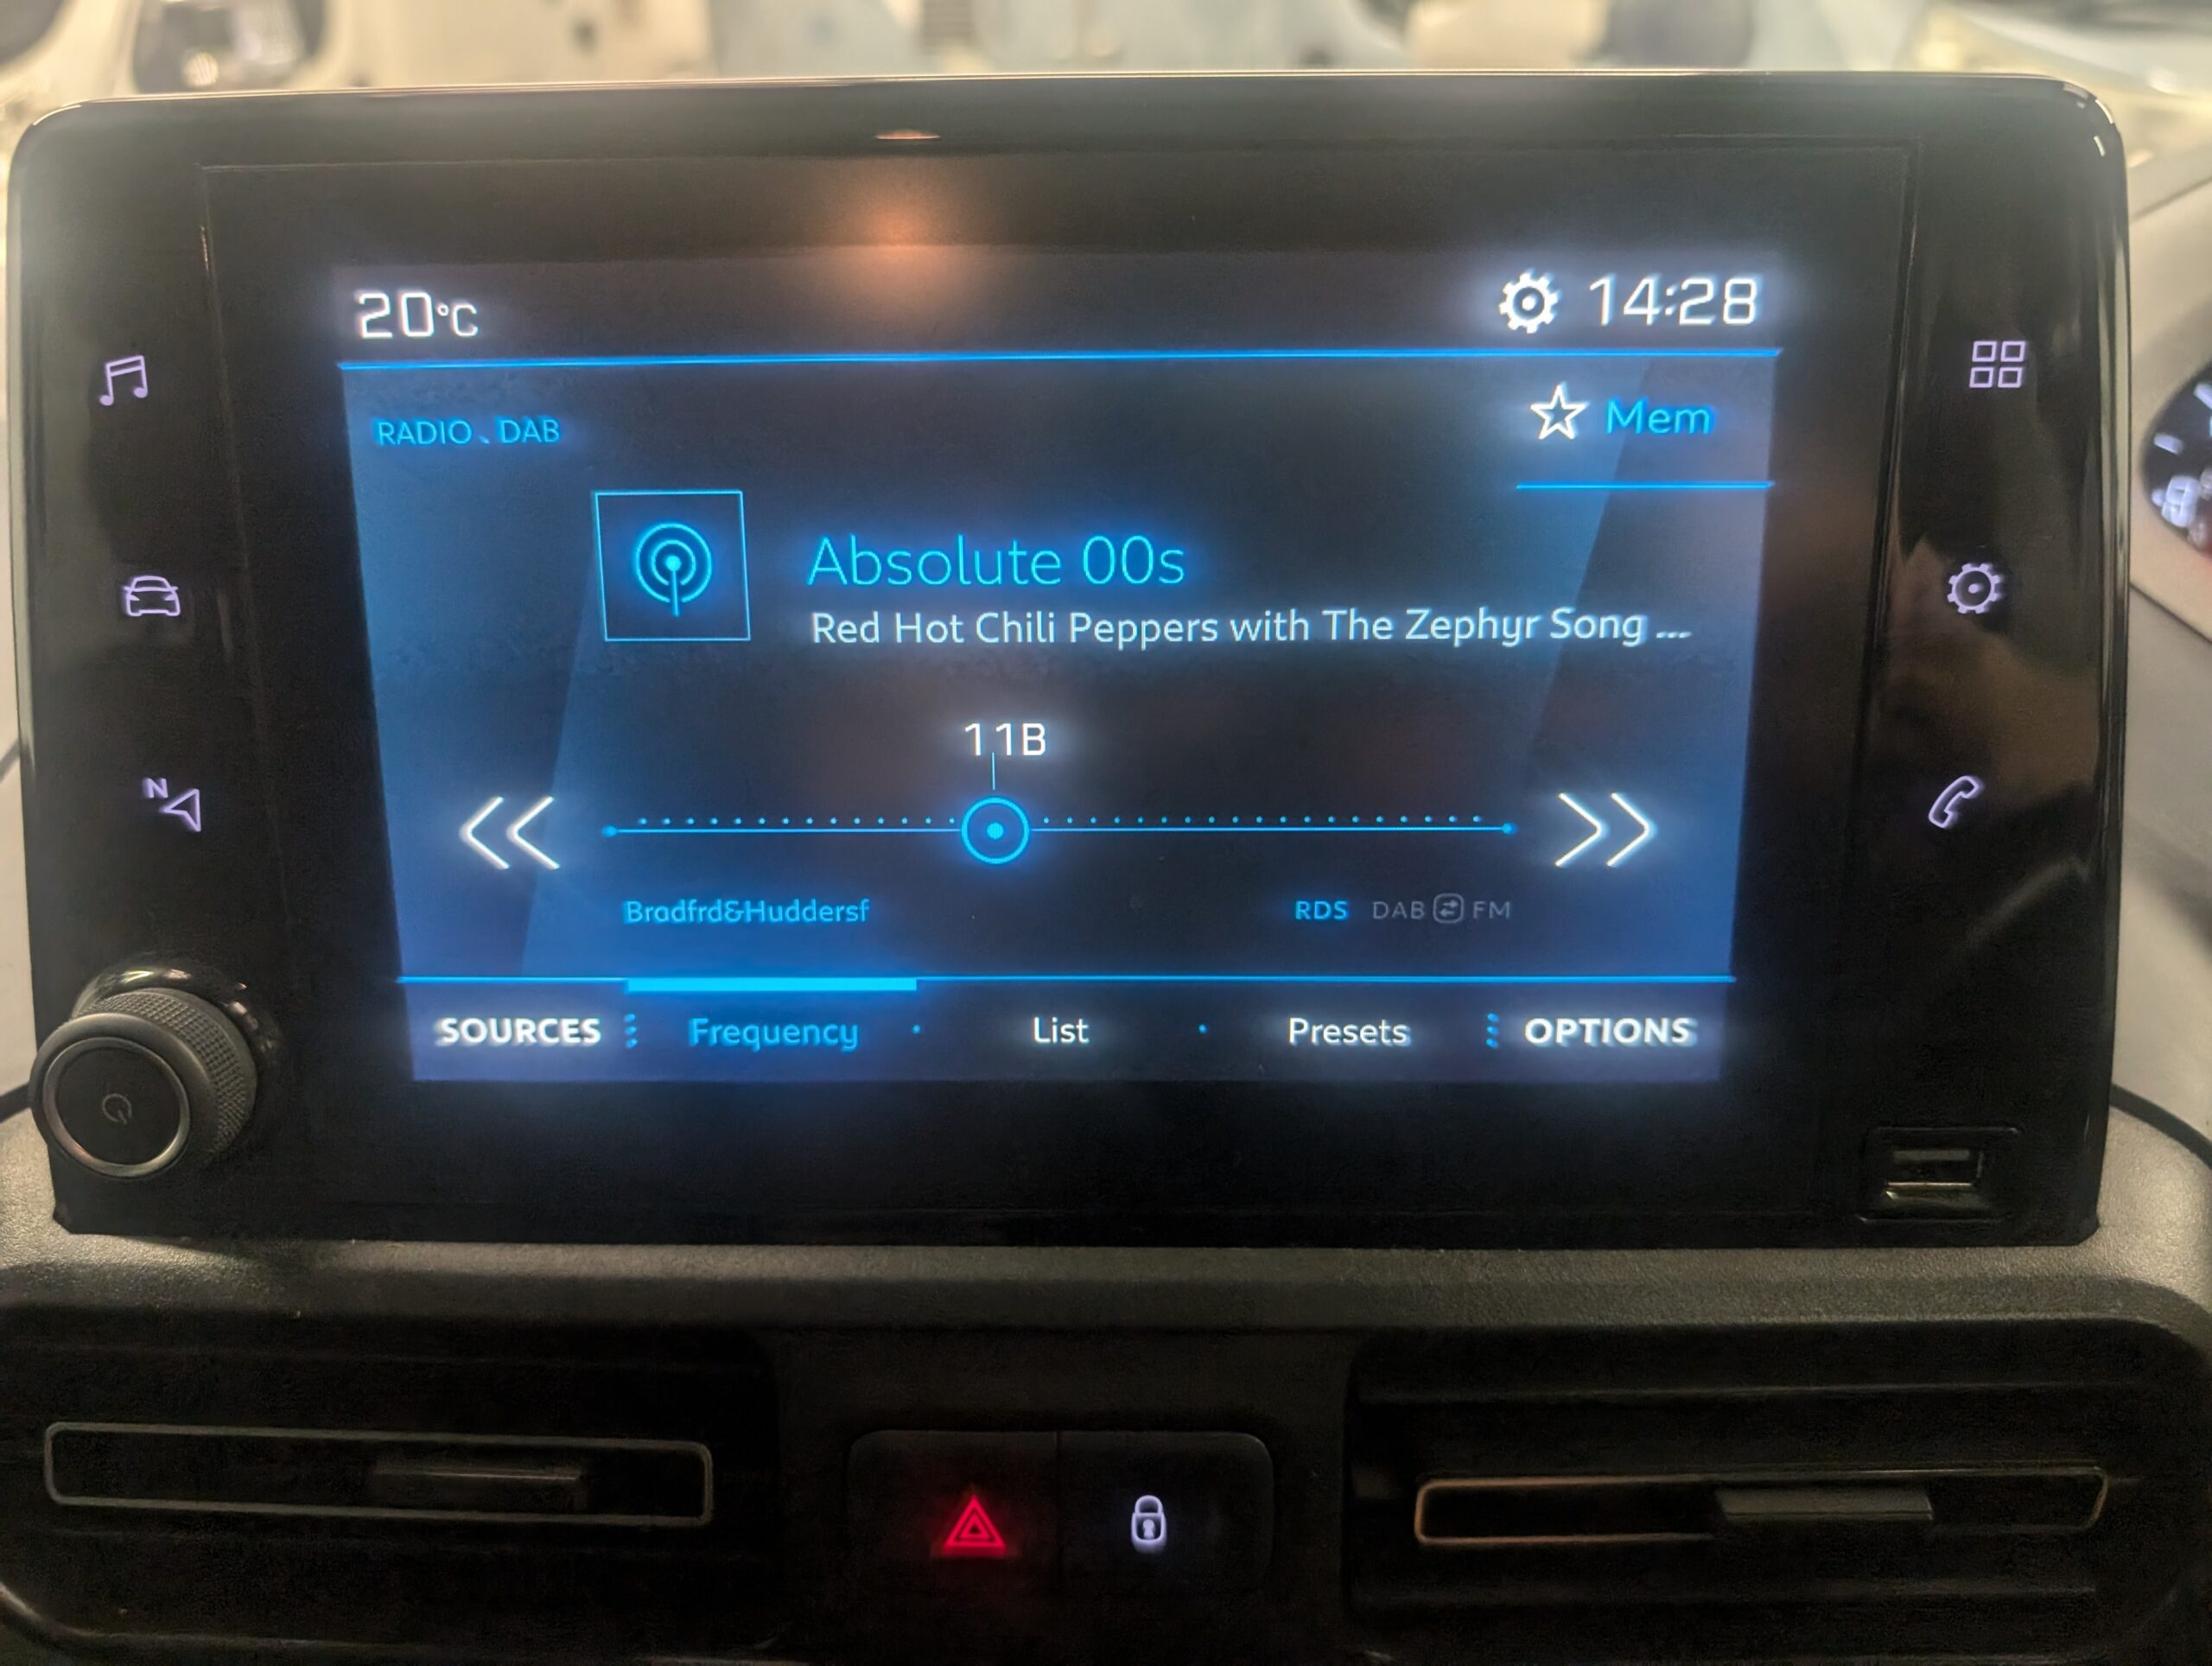 20°C 14:28
RADIO . DAB
Mem
Absolute 00s
Red Hot Chili Peppers with The Zephyr Song ...
11B
Bradfrd&Huddersf RDS DAB FM
SOURCES Frequency List Presets OPTIONS
N